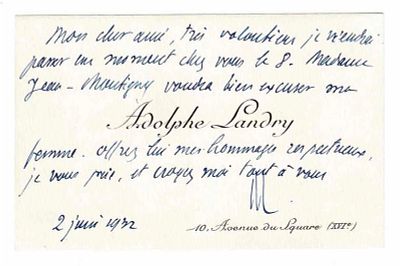 Mon cher ami, très volontiers je viendrai
passer un moment chez vous le 8. Madame
Jean-Montigny voudra bien excuser ma
Adolphe Landry
femme. Offrez lui mes hommages respectueux,
je vous prie, et croyez moi tout à vous
2 juin 1932
10. Avenue du Square (XVIe)